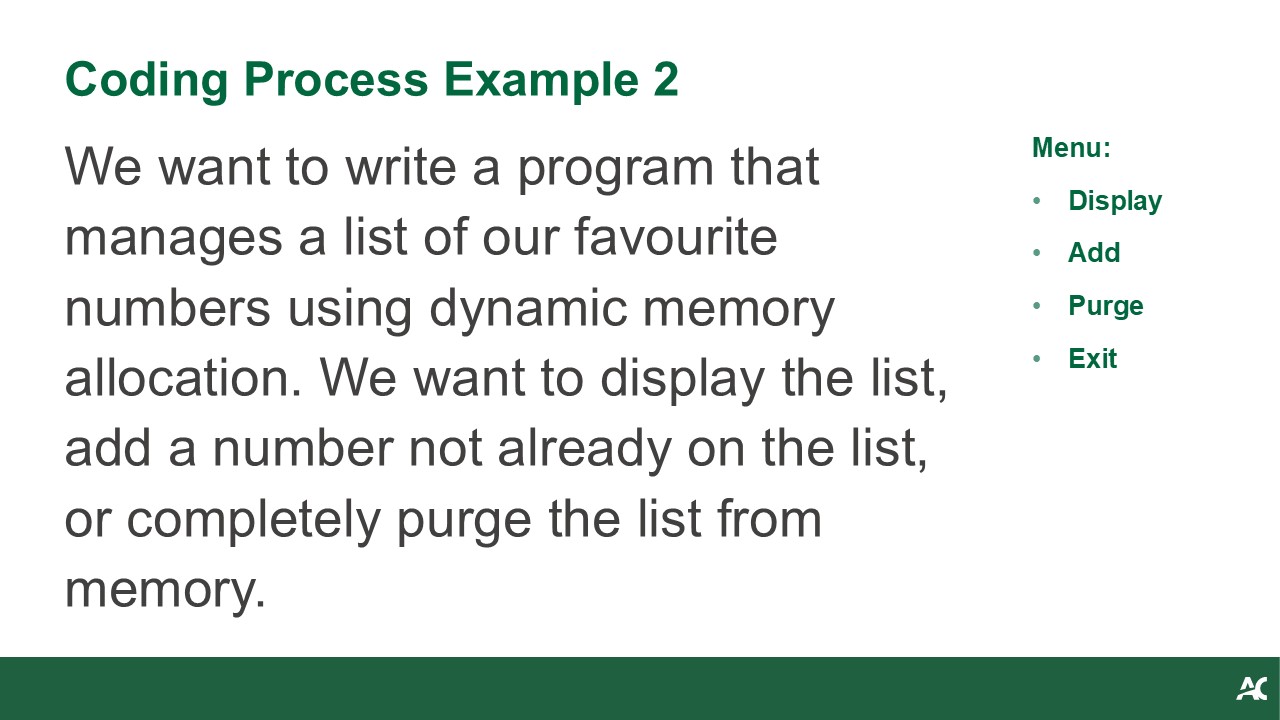 Coding Process Example 2
We want to write a program that
manages a list of our favourite
numbers using dynamic memory
allocation. We want to display the list,
add a number not already on the list,
or completely purge the list from
memory.
Menu:
• Display
• Add
• Purge
• Exit
AC